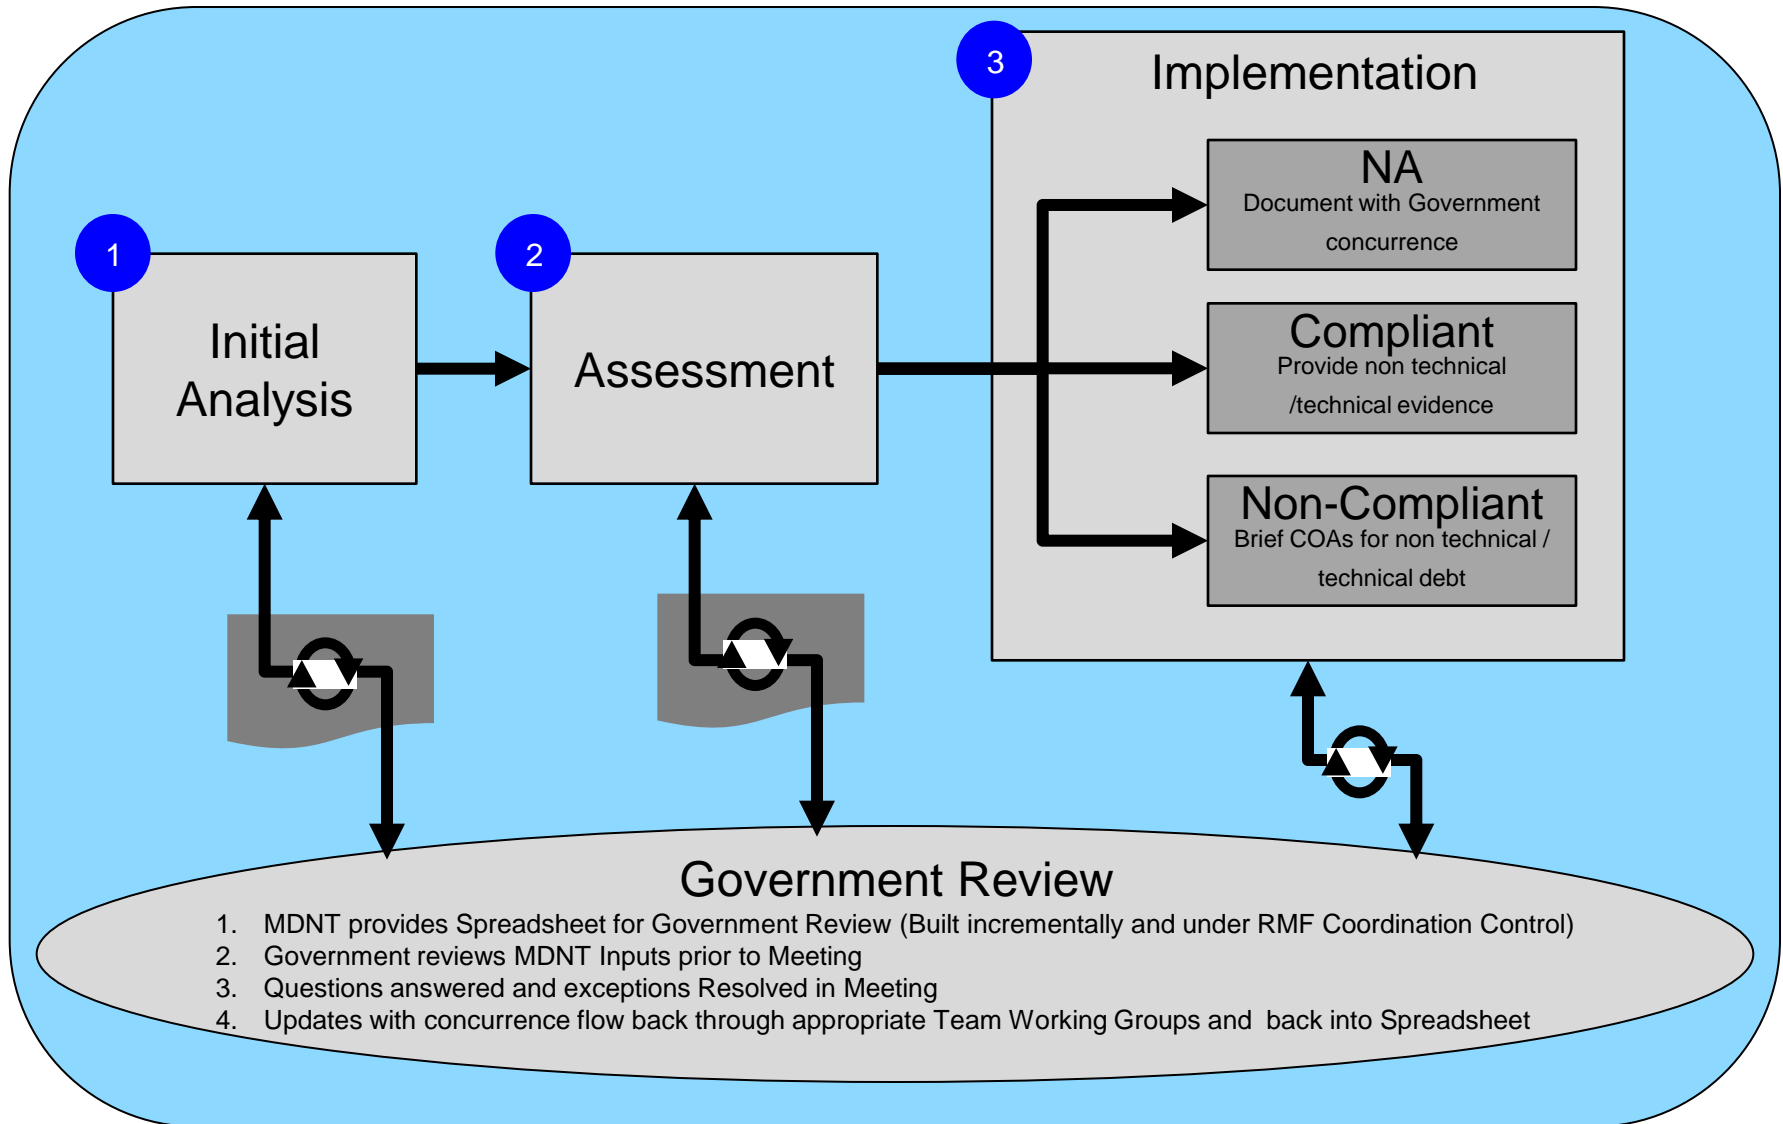 3
Implementation
NA
Document with Government
concurrence
1
2
Initial
Analysis
Assessment
Compliant
Provide non technical
/technical evidence
Non-Compliant
Brief COAs for non technical /
technical debt
Government Review
1. MDNT provides Spreadsheet for Government Review (Built incrementally and under RMF Coordination Control)
2. Government reviews MDNT Inputs prior to Meeting
3. Questions answered and exceptions Resolved in Meeting
4. Updates with concurrence flow back through appropriate Team Working Groups and  back into Spreadsheet